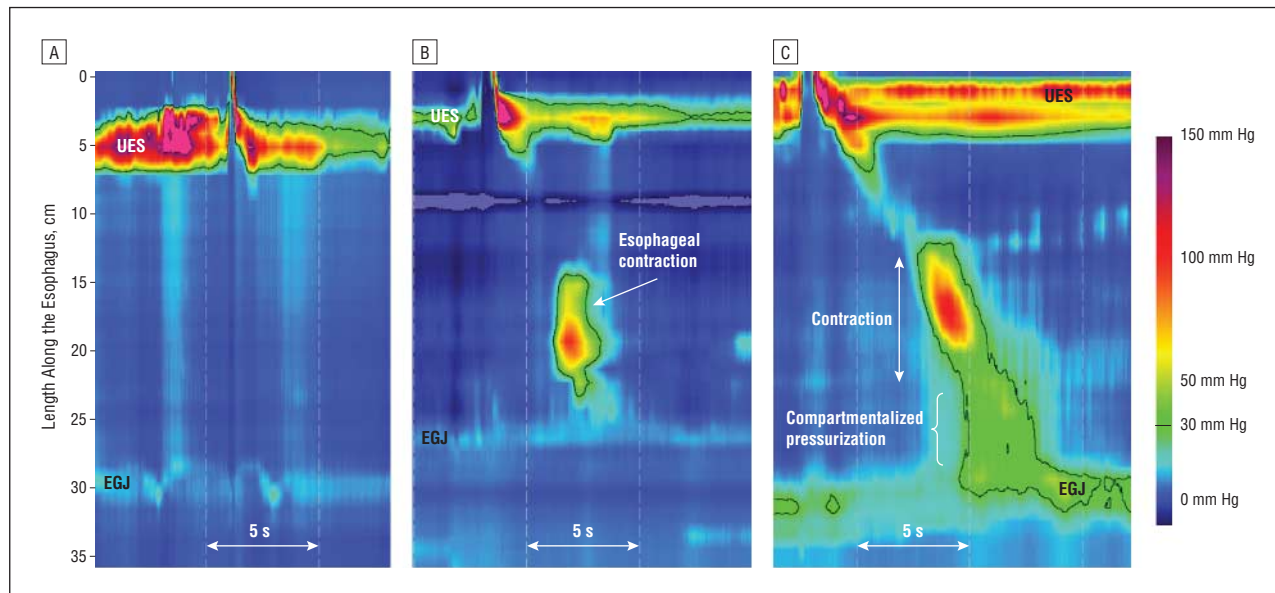 A
B
C
Length Along the Esophagus, cm
0
5
10
15
20
25
30
35
UES
EGJ
5 s
UES
Esophageal
contraction
EGJ
5 s
UES
Contraction
Compartmentalized
pressurization
EGJ
5 s
150 mm Hg
100 mm Hg
50 mm Hg
30 mm Hg
0 mm Hg